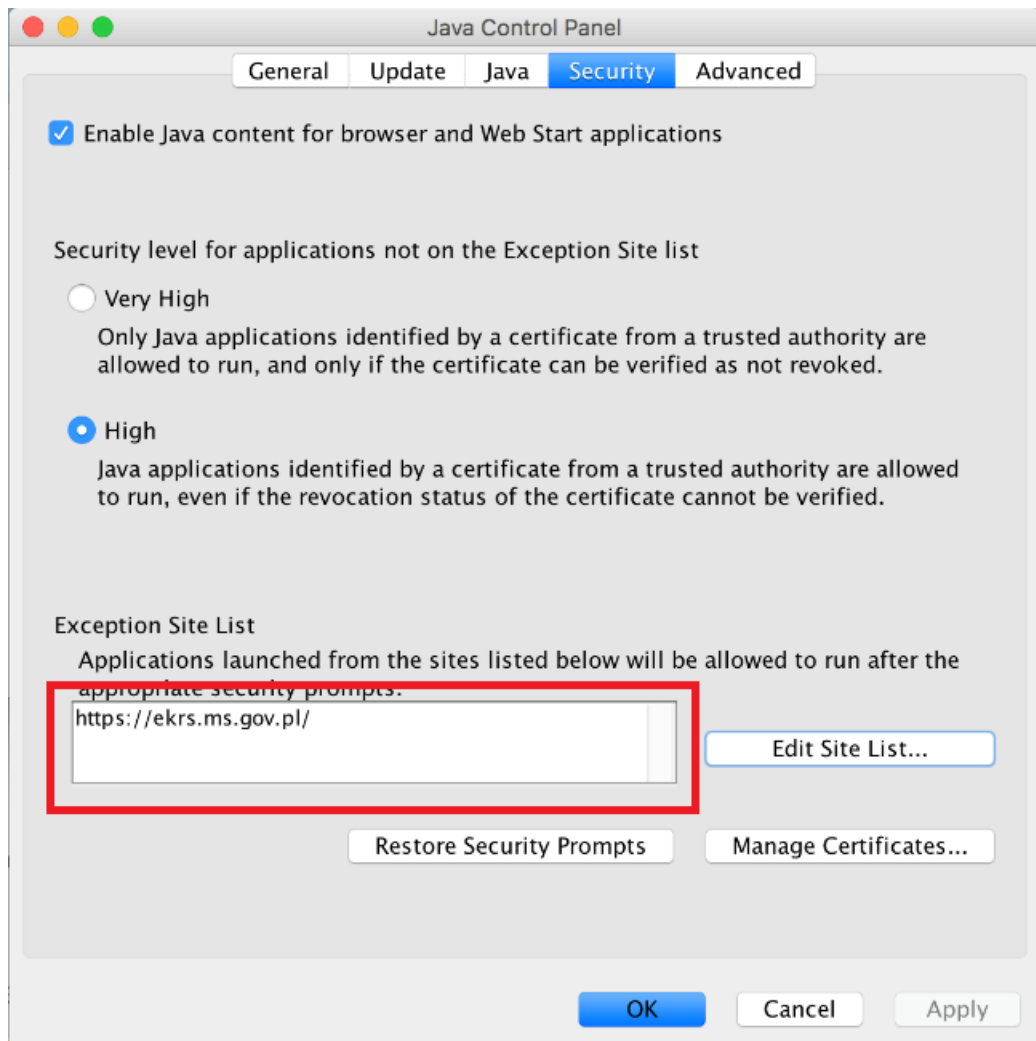 Java Control Panel
General Update Java Security Advanced
Enable Java content for browser and Web Start applications
Security level for applications not on the Exception Site list
Very High
Only Java applications identified by a certificate from a trusted authority are
allowed to run, and only if the certificate can be verified as not revoked.
High
Java applications identified by a certificate from a trusted authority are allowed
to run, even if the revocation status of the certificate cannot be verified.
Exception Site List
Applications launched from the sites listed below will be allowed to run after the
appropriate security prompts.
https://ekrs.ms.gov.pl/
Edit Site List...
Restore Security Prompts Manage Certificates...
OK Cancel Apply